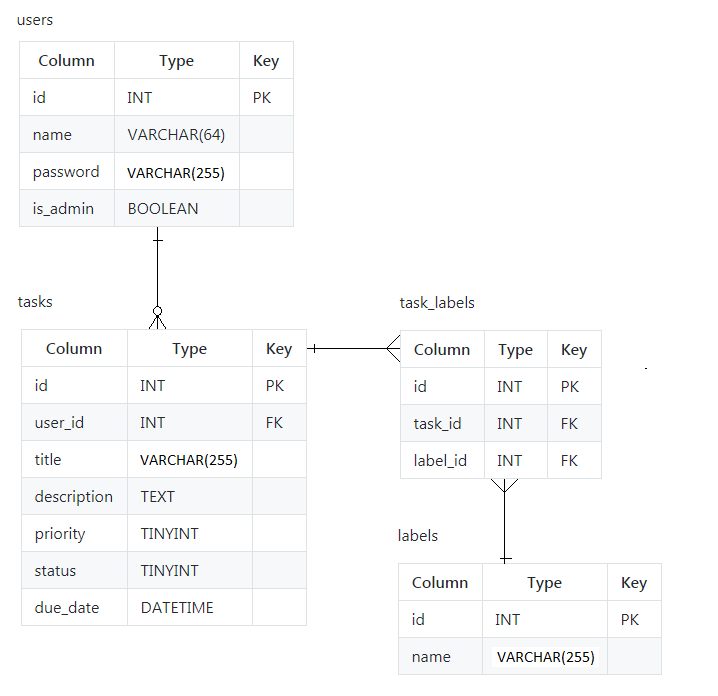 users
Column Type Key
id INT PK
name VARCHAR(64)
password VARCHAR(255)
is_admin BOOLEAN
tasks
Column Type Key
id INT PK
user_id INT FK
title VARCHAR(255)
description TEXT
priority TINYINT
status TINYINT
due_date DATETIME
task_labels
Column Type Key
id INT PK
task_id INT FK
label_id INT FK
labels
Column Type Key
id INT PK
name VARCHAR(255)